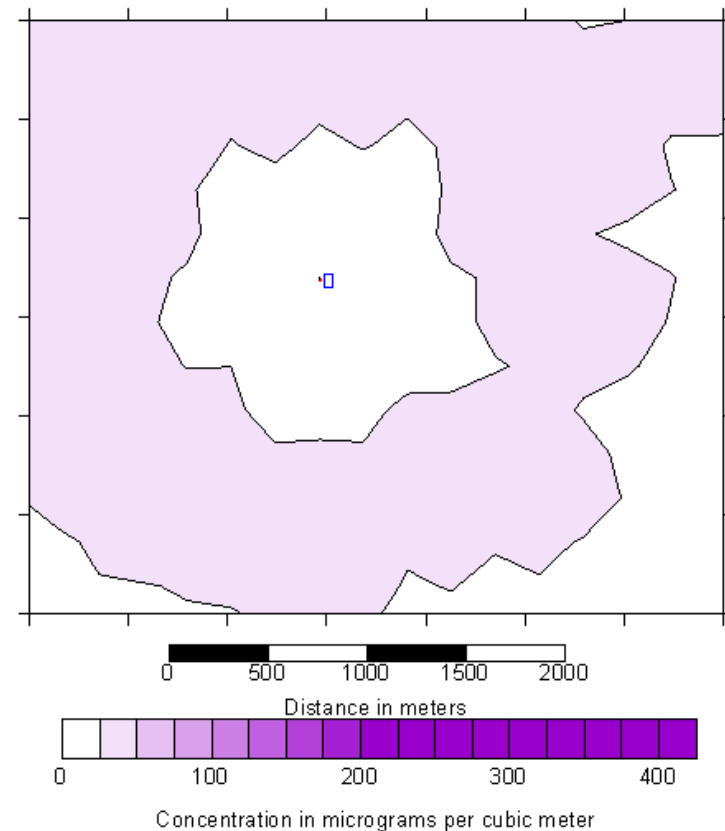 0 500 1000 1500 2000
Distance in meters
0 100 200 300 400
Concentration in micrograms per cubic meter